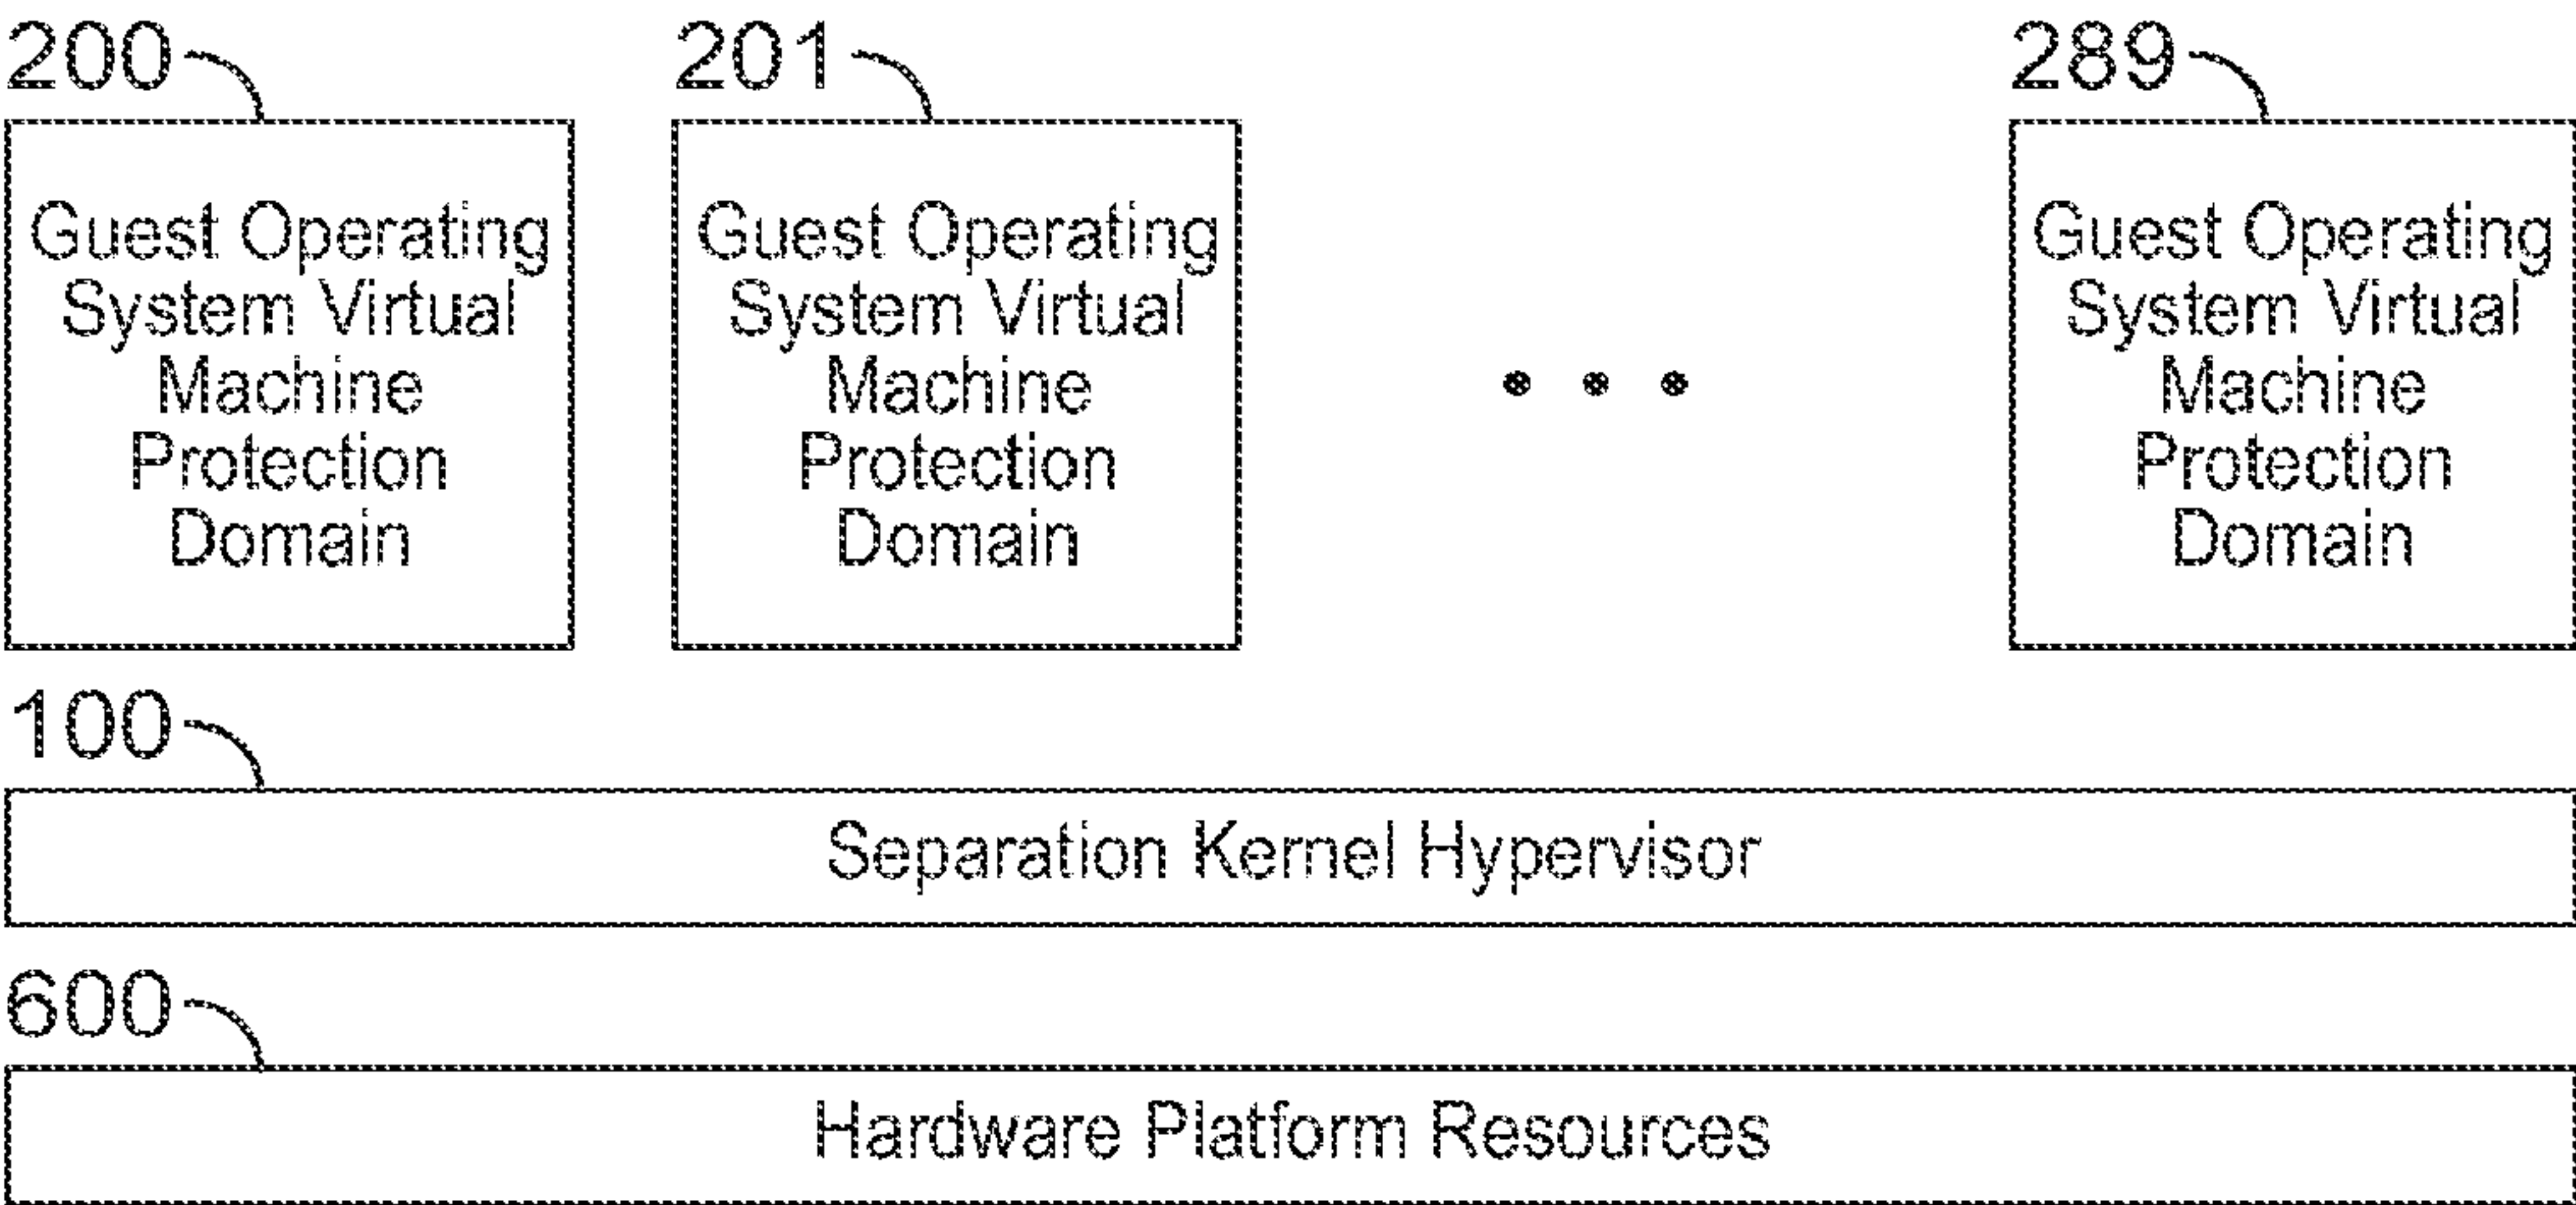 200
201
289
Guest Operating
System Virtual
Machine
Protection
Domain
Guest Operating
System Virtual
Machine
Protection
Domain
• • •
Guest Operating
System Virtual
Machine
Protection
Domain
100
Separation Kernel Hypervisor
600
Hardware Platform Resources